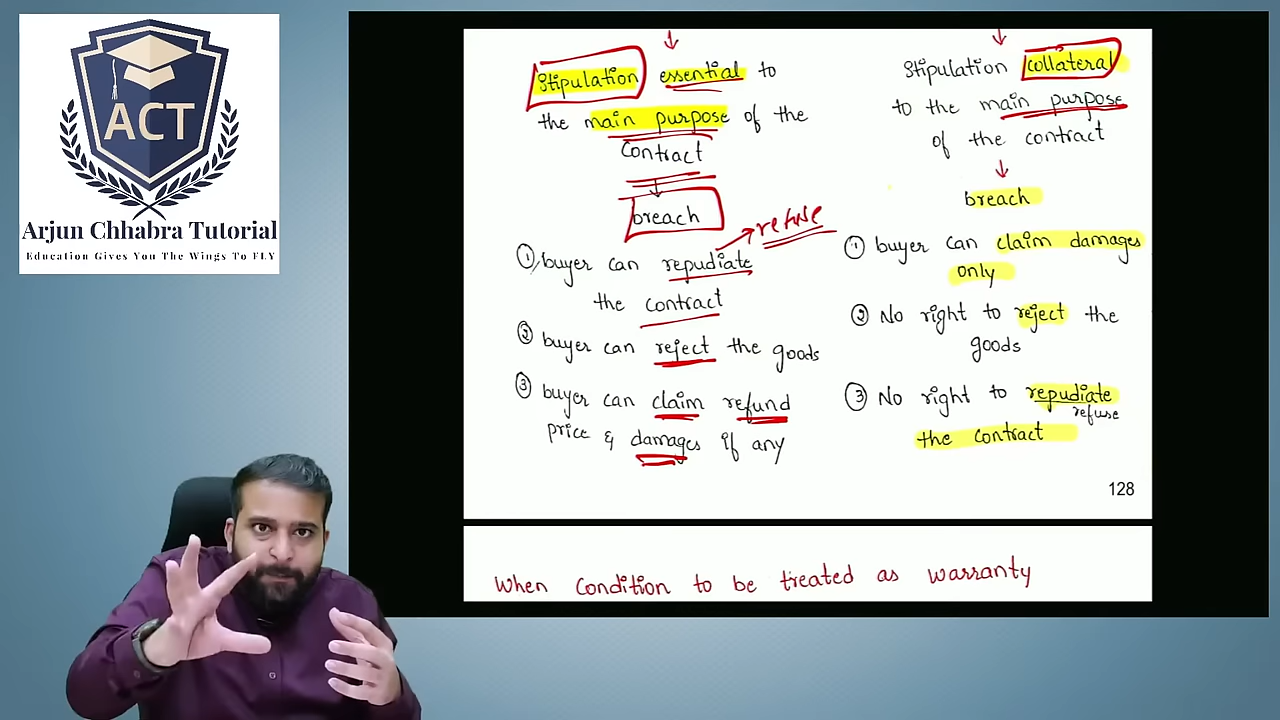 ACT
Arjun Chhabra Tutorial
Education Gives You The Wings To FLY
Stipulation essential to
the main purpose of the
Contract
breach
refuse
① buyer can repudiate
the contract
② buyer can reject the goods
③ buyer can claim refund
price & damages if any
Stipulation collateral
to the main purpose
of the contract
breach
① buyer can claim damages
only
② No right to reject the
goods
③ No right to repudiate
refuse
the contract
128
When Condition to be treated as warranty